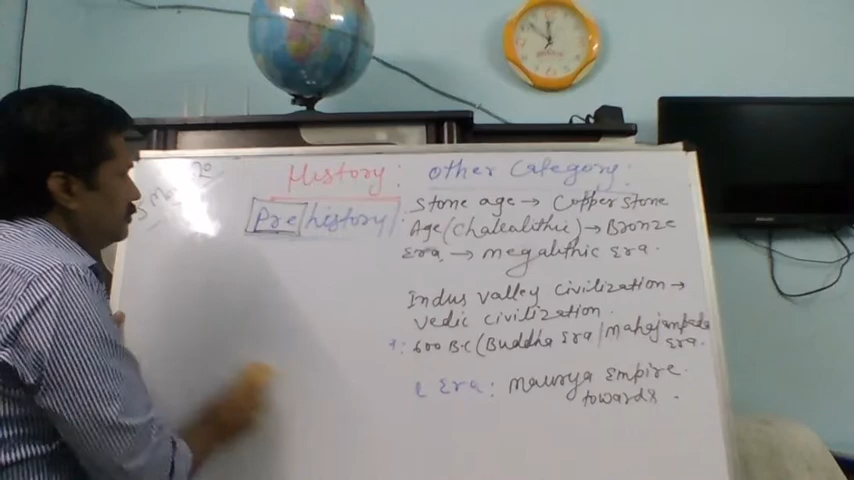 History:
Pre history
Other Category:
Stone age → Copper stone
Age (Chalcalithic) → Bronze
Era → megalithic Era.
Indus valley civilization →
Vedic civilization.
600 B.C (Buddha Era / Mahajanpada
Era.
Era: Maurya Empire
towards.